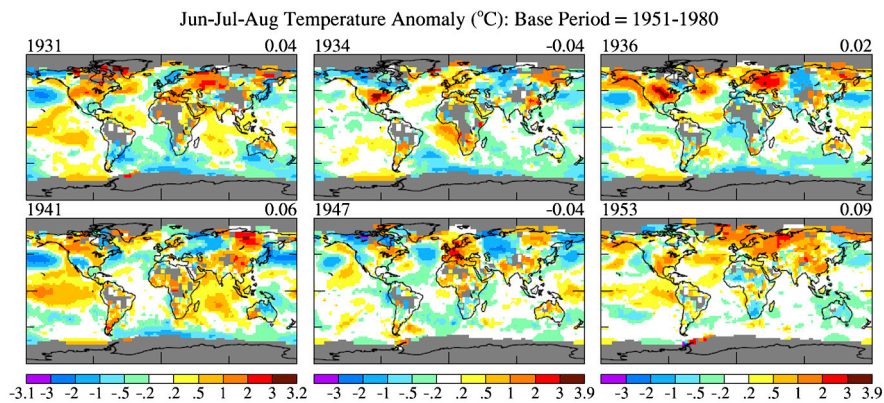 Jun-Jul-Aug Temperature Anomaly (°C): Base Period = 1951-1980
1931 0.04 1934 -0.04 1936 0.02
1941 0.06 1947 -0.04 1953 0.09
-3.1 -3 -2 -1 -.5 -.2 .2 .5 1 2 3 3.2 -3 -2 -1 -.5 -.2 .2 .5 1 2 3 3.9 -3 -2 -1 -.5 -.2 .2 .5 1 2 3 3.9